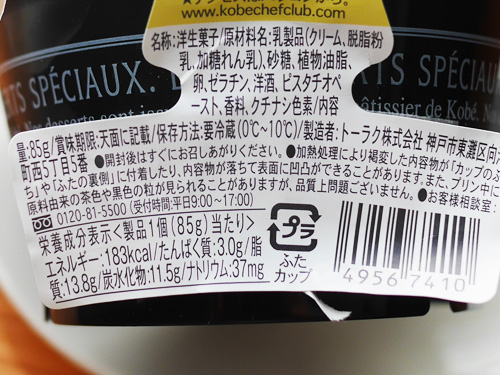 www.kobechefclub.com
名称:洋生菓子/原材料名:乳製品(クリーム、脱脂粉
乳、加糖れん乳)、砂糖、植物油脂、
卵、ゼラチン、洋酒、ピスタチオペ
ースト、香料、クチナシ色素/内容
量:85g/賞味期限:天面に記載/保存方法:要冷蔵(0℃~10℃)/製造者:トーラク株式会社 神戸市東灘区向
町西5丁目5番 ●開封後はすぐにお召しあがりください。●加熱処理により褐変した内容物が「カップのふ
ち」や「ふたの裏側」に付着したり、内容物が落ちて表面に凹凸ができることがあります。また、プリン中に
原料由来の茶色や黒色の粒が見られることがありますが、品質上問題ございません。●お客様相談室:
0120-81-5500(受付時間:平日9:00~17:00)
栄養成分表示<製品1個(85g)当たり>
エネルギー:183kcal/たんぱく質:3.0g/脂
質:13.8g/炭水化物:11.5g/ナトリウム:37mg
プラ
ふた
カップ
4956 7410
SPÉCIAUX.